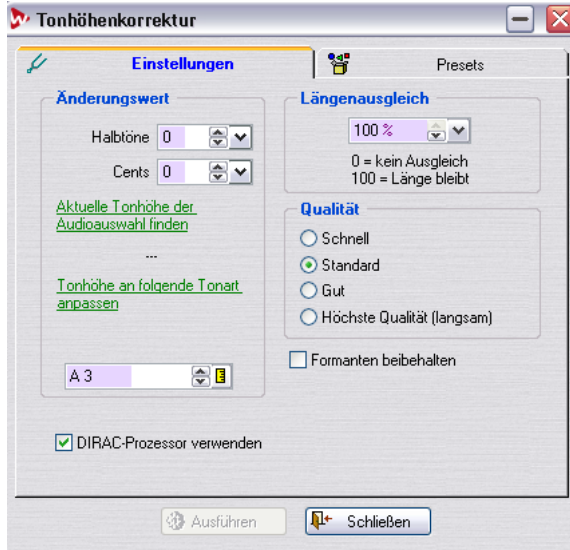 Tonhöhenkorrektur
Einstellungen
Presets
Änderungswert
Halbtöne 0
Cents 0
Aktuelle Tonhöhe der
Audioauswahl finden
...
Tonhöhe an folgende Tonart
anpassen
A 3
DIRAC-Prozessor verwenden
Längenausgleich
100 %
0 = kein Ausgleich
100 = Länge bleibt
Qualität
Schnell
Standard
Gut
Höchste Qualität (langsam)
Formanten beibehalten
Ausführen
Schließen